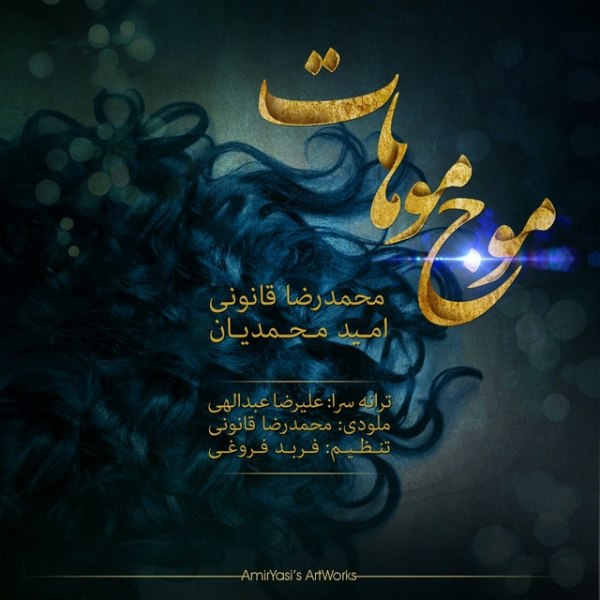 موج موهات
محمدرضا قانونی
امید محمدیان
ترانه سرا: علیرضا عبدالهی
ملودی: محمدرضا قانونی
تنظیم: فربد فروغی
AmirYasi's ArtWorks